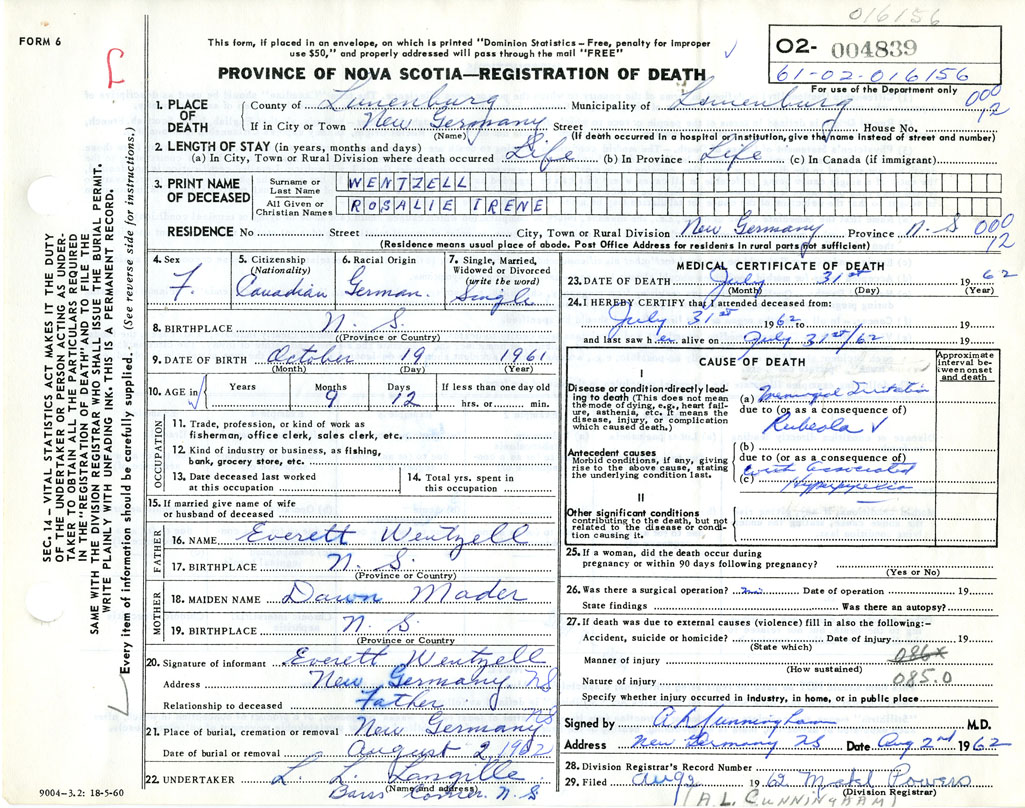 016156
FORM 6
This form, if placed in an envelope, on which is printed "Dominion Statistics – Free, penalty for improper
use $50," and properly addressed will pass through the mail "FREE"
PROVINCE OF NOVA SCOTIA—REGISTRATION OF DEATH
02- 004839
61-02-016156
For use of the Department only
000
12
1. PLACE OF DEATH { County of Lunenburg Municipality of Lunenburg
If in City or Town New Germany Street House No.
(Name) (If death occurred in a hospital or institution, give the name instead of street and number)
2. LENGTH OF STAY (in years, months and days)
(a) In City, Town or Rural Division where death occurred Life (b) In Province Life (c) In Canada (if immigrant)
3. PRINT NAME OF DECEASED
Surname or Last Name WENTZELL
All Given or Christian Names ROSALIE IRENE
RESIDENCE No Street City, Town or Rural Division New Germany Province N.S 000
12
(Residence means usual place of abode. Post Office Address for residents in rural parts not sufficient)
4. Sex F.
5. Citizenship (Nationality) Canadian
6. Racial Origin German.
7. Single, Married, Widowed or Divorced (write the word) Single
8. BIRTHPLACE N. S.
(Province or Country)
9. DATE OF BIRTH October 19 1961
(Month) (Day) (Year)
10. AGE in Years Months 9 Days 12 If less than one day old
hrs. or min.
OCCUPATION
11. Trade, profession, or kind of work as
fisherman, office clerk, sales clerk, etc.
12. Kind of industry or business, as fishing,
bank, grocery store, etc.
13. Date deceased last worked
at this occupation
14. Total yrs. spent in
this occupation
15. If married give name of wife
or husband of deceased
FATHER
16. NAME Everett Wentzell
17. BIRTHPLACE N. S.
(Province or Country)
MOTHER
18. MAIDEN NAME Dawn Mader
19. BIRTHPLACE N. S.
(Province or Country
20. Signature of informant Everett Wentzell
Address New Germany, NS
Relationship to deceased Father
21. Place of burial, cremation or removal New Germany NS
Date of burial or removal August 2, 1962
22. UNDERTAKER L. L. Langille
(Name and address)
Barss Corner, N. S
9004-3.2: 18-5-60
MEDICAL CERTIFICATE OF DEATH
23. DATE OF DEATH July 31st 1962
(Month) (Day) (Year)
24. I HEREBY CERTIFY that I attended deceased from:
July 31st 1962 to 19
and last saw h er alive on July 31st/62 19
CAUSE OF DEATH
Approximate interval between onset and death
I
Disease or condition directly leading to death (This does not mean
the mode of dying, e.g., heart failure, asthenia, etc. It means the
disease, injury, or complication
which caused death.)
(a) Meningeal Irritation
due to (or as a consequence of)
Rubeola
Antecedent causes
Morbid conditions, if any, giving
rise to the above cause, stating
the underlying condition last.
(b)
due to (or as a consequence of)
with associated
(c) Hyperpyrexia
II
Other significant conditions
contributing to the death, but not
related to the disease or condition causing it.
25. If a woman, did the death occur during
pregnancy or within 90 days following pregnancy?
(Yes or No)
26. Was there a surgical operation? no Date of operation 19
State findings Was there an autopsy?
27. If death was due to external causes (violence) fill in also the following:–
Accident, suicide or homicide? Date of injury 19
(State which)
Manner of injury 086x
(How sustained)
Nature of injury 085.0
Specify whether injury occurred in industry, in home, or in public place
Signed by A L Cunningham M.D.
Address New Germany NS Date Aug 2nd 1962
28. Division Registrar's Record Number
29. Filed Aug 2 1962 Mabel Powers
(Division Registrar)
(A.L. CUNNINGHAM)
SEC. 14 – VITAL STATISTICS ACT MAKES IT THE DUTY
OF THE UNDERTAKER OR PERSON ACTING AS UNDERTAKER TO OBTAIN ALL THE PARTICULARS REQUIRED
IN THE "REGISTRATION OF DEATH" AND FILE THE
SAME WITH THE DIVISION REGISTRAR WHO SHALL ISSUE THE BURIAL PERMIT.
WRITE PLAINLY WITH UNFADING INK. THIS IS A PERMANENT RECORD.
Every item of information should be carefully supplied. (See reverse side for instructions.)